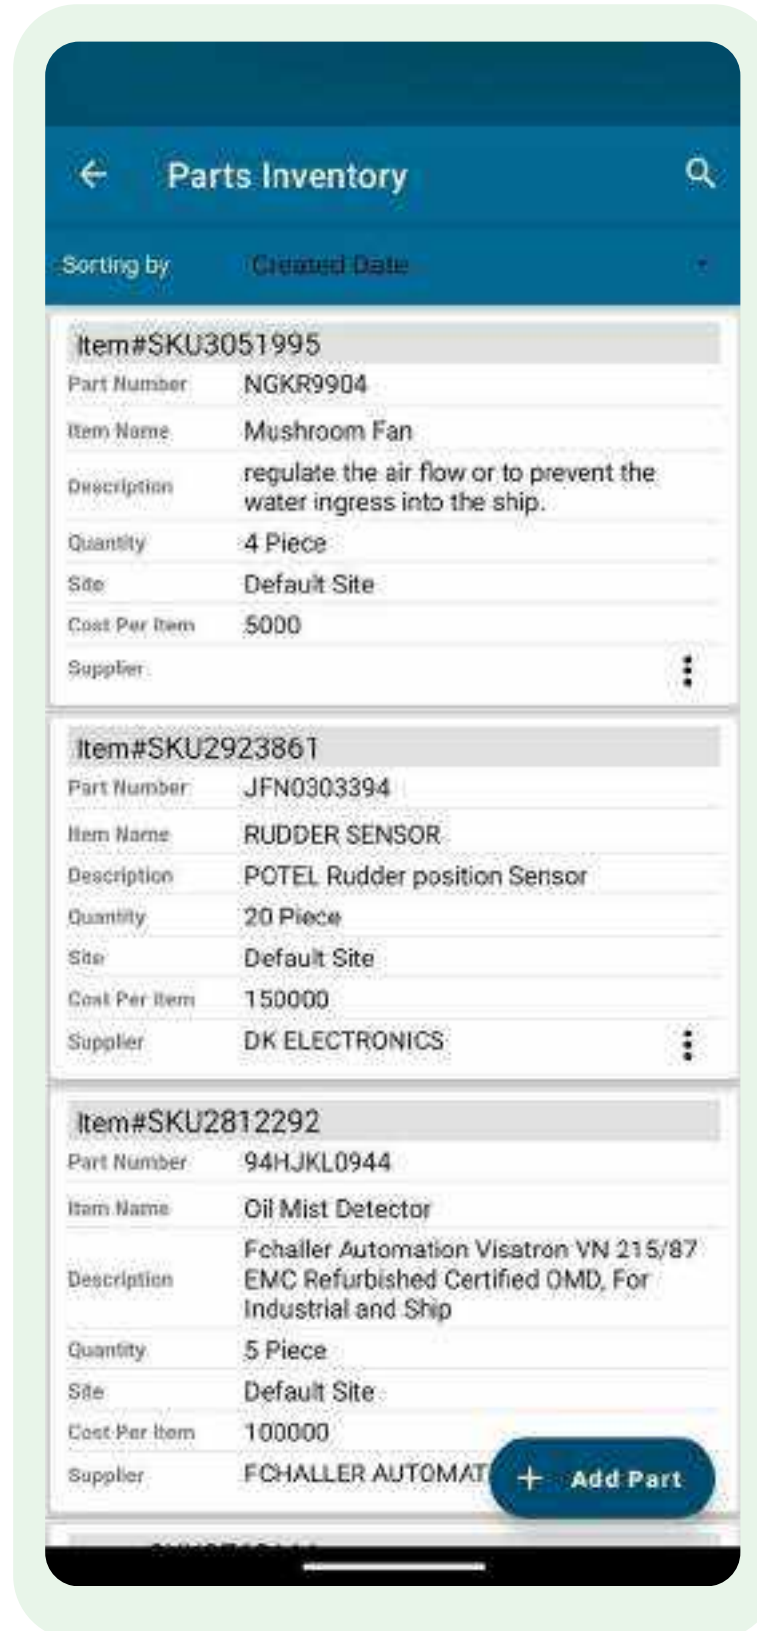 Parts Inventory
Sorting by Created Date
Item#SKU3051995
Part Number NGKR9904
Item Name Mushroom Fan
Description regulate the air flow or to prevent the
water ingress into the ship.
Quantity 4 Piece
Site Default Site
Cost Per Item 5000
Supplier
Item#SKU2923861
Part Number JFN0303394
Item Name RUDDER SENSOR
Description POTEL Rudder position Sensor
Quantity 20 Piece
Site Default Site
Cost Per Item 150000
Supplier DK ELECTRONICS
Item#SKU2812292
Part Number 94HJKL0944
Item Name Oil Mist Detector
Description Fchaller Automation Visatron VN 215/87
EMC Refurbished Certified OMD, For
Industrial and Ship
Quantity 5 Piece
Site Default Site
Cost Per Item 100000
Supplier FCHALLER AUTOMAT
+ Add Part